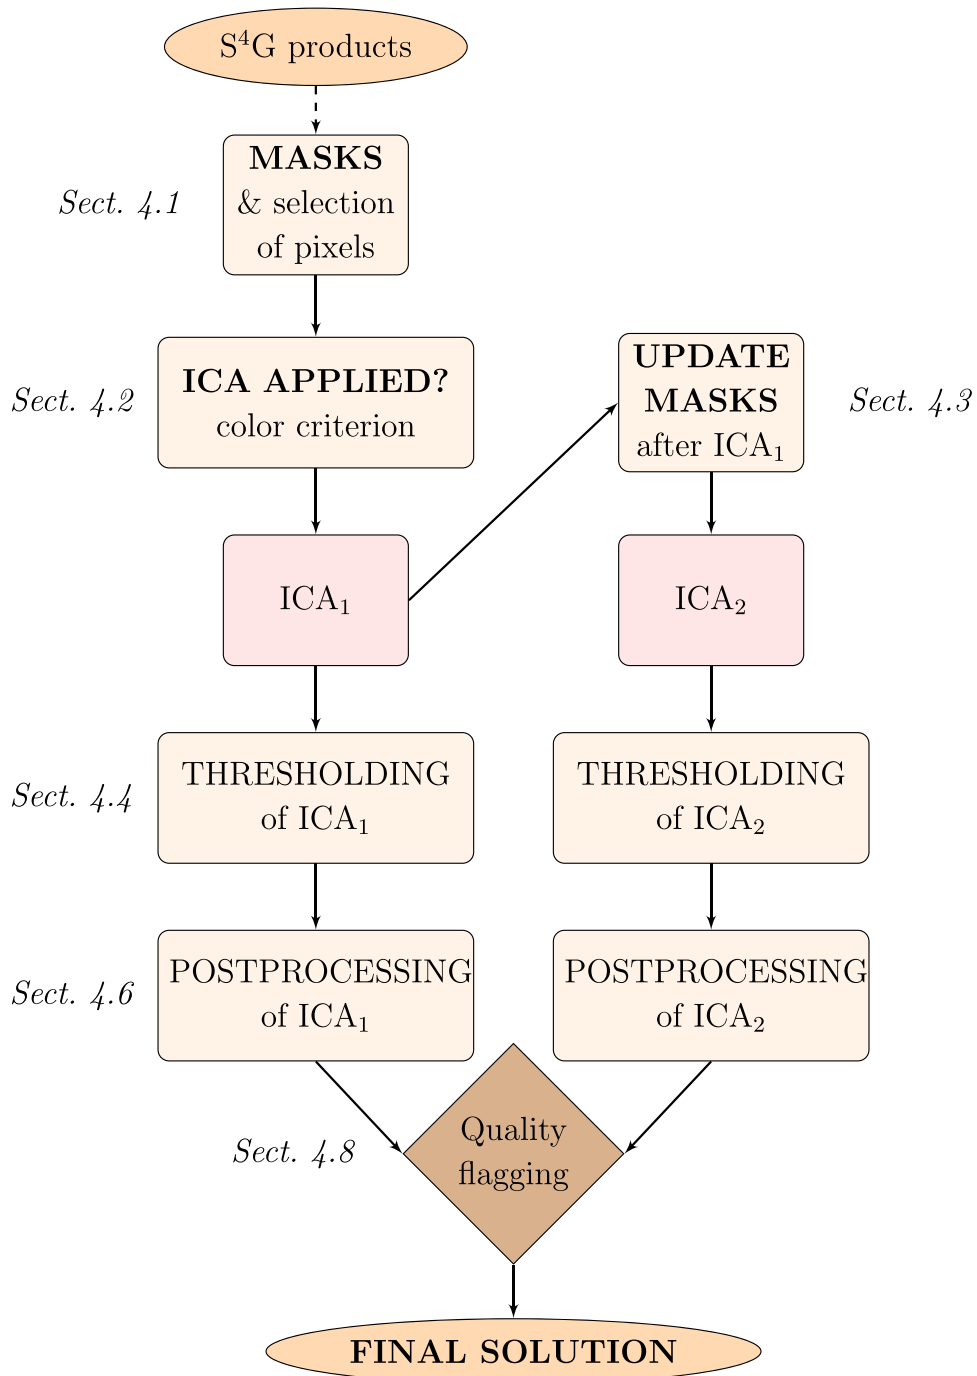 S⁴G products
MASKS
& selection
of pixels
Sect. 4.1
ICA APPLIED?
color criterion
Sect. 4.2
UPDATE
MASKS
after ICA₁
Sect. 4.3
ICA₁
ICA₂
THRESHOLDING
of ICA₁
Sect. 4.4
THRESHOLDING
of ICA₂
POSTPROCESSING
of ICA₁
Sect. 4.6
POSTPROCESSING
of ICA₂
Quality
flagging
Sect. 4.8
FINAL SOLUTION